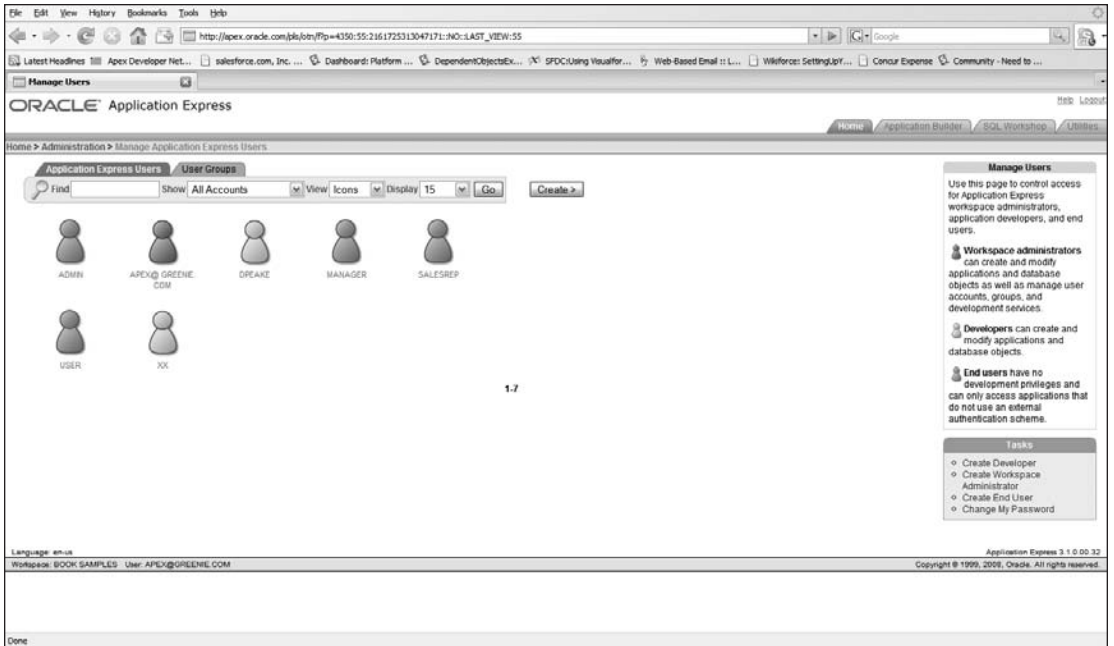 File Edit View History Bookmarks Tools Help
http://apex.oracle.com/pls/otn/f?p=4350:55:2161725313047171::NO::LAST_VIEW:55
Google
Latest Headlines Apex Developer Net... salesforce.com, Inc. ... Dashboard: Platform ... DependentObjectsEx... SFDC:Using Visualfor... Web-Based Email :: L... Wikiforce: SettingUpY... Concur Expense Community - Need to ...
Manage Users
ORACLE Application Express
Help Logout
Home Application Builder SQL Workshop Utilities
Home > Administration > Manage Application Express Users
Application Express Users User Groups
Find Show All Accounts View Icons Display 15 Go Create >
ADMIN
APEX@ GREENIE.
COM
DPEAKE
MANAGER
SALESREP
USER
XX
1-7
Manage Users
Use this page to control access
for Application Express
workspace administrators,
application developers, and end
users.
Workspace administrators
can create and modify
applications and database
objects as well as manage user
accounts, groups, and
development services.
Developers can create and
modify applications and
database objects.
End users have no
development privileges and
can only access applications that
do not use an external
authentication scheme.
Tasks
Create Developer
Create Workspace
Administrator
Create End User
Change My Password
Language: en-us
Application Express 3.1.0.00.32
Workspace: BOOK SAMPLES User: APEX@GREENIE.COM
Copyright © 1999, 2008, Oracle. All rights reserved.
Done